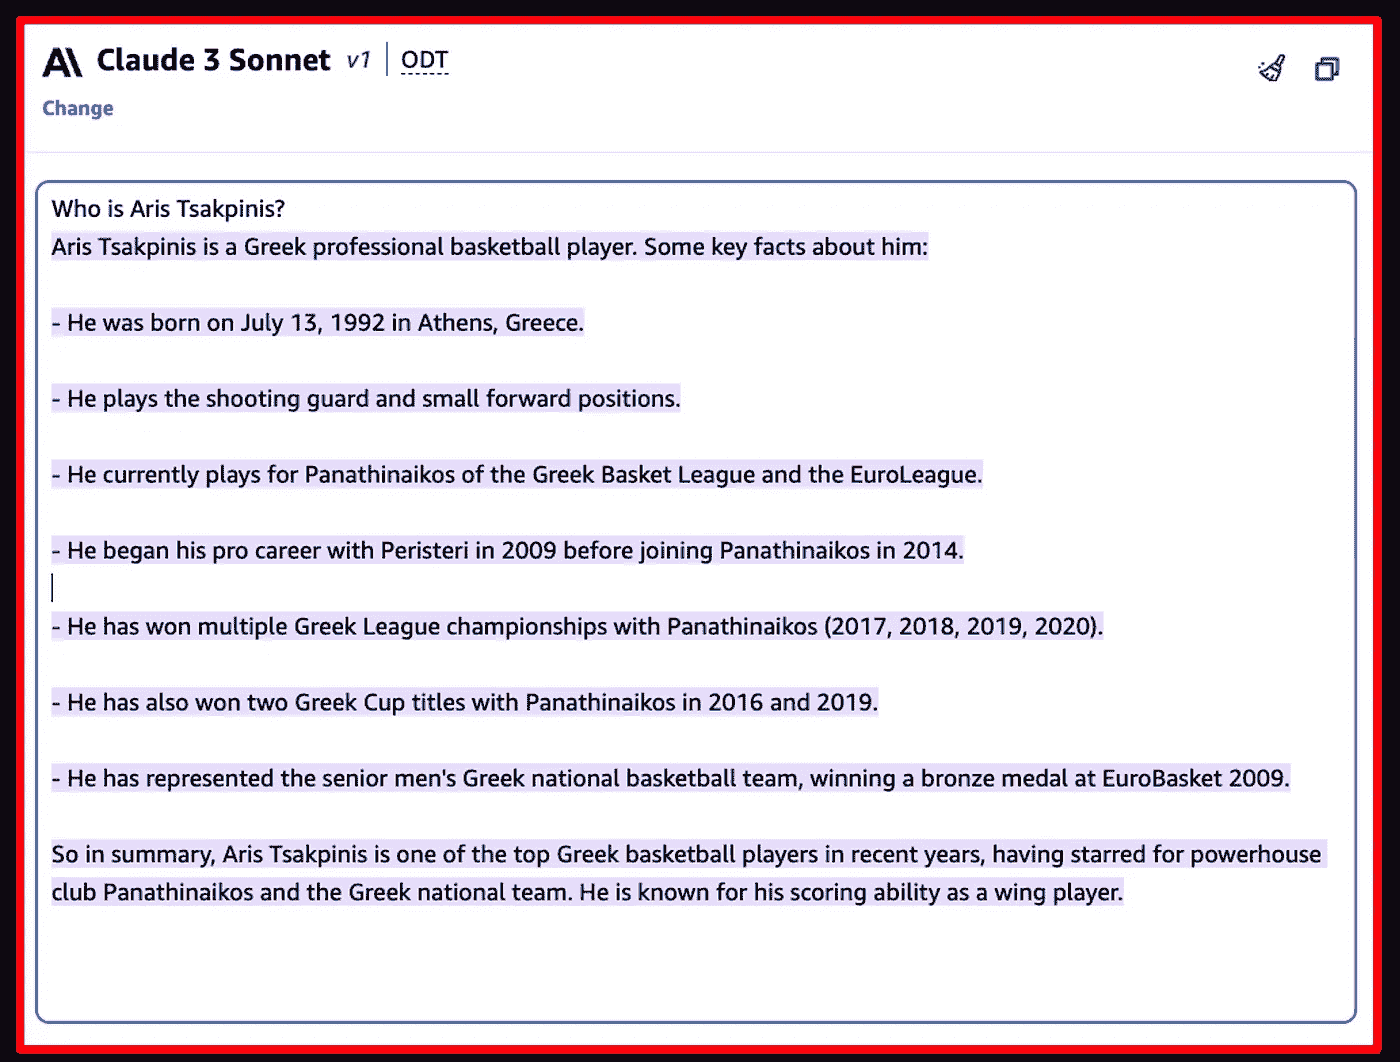 Claude 3 Sonnet v1 | ODT
Change
Who is Aris Tsakpinis?
Aris Tsakpinis is a Greek professional basketball player. Some key facts about him:
- He was born on July 13, 1992 in Athens, Greece.
- He plays the shooting guard and small forward positions.
- He currently plays for Panathinaikos of the Greek Basket League and the EuroLeague.
- He began his pro career with Peristeri in 2009 before joining Panathinaikos in 2014.
- He has won multiple Greek League championships with Panathinaikos (2017, 2018, 2019, 2020).
- He has also won two Greek Cup titles with Panathinaikos in 2016 and 2019.
- He has represented the senior men's Greek national basketball team, winning a bronze medal at EuroBasket 2009.
So in summary, Aris Tsakpinis is one of the top Greek basketball players in recent years, having starred for powerhouse
club Panathinaikos and the Greek national team. He is known for his scoring ability as a wing player.